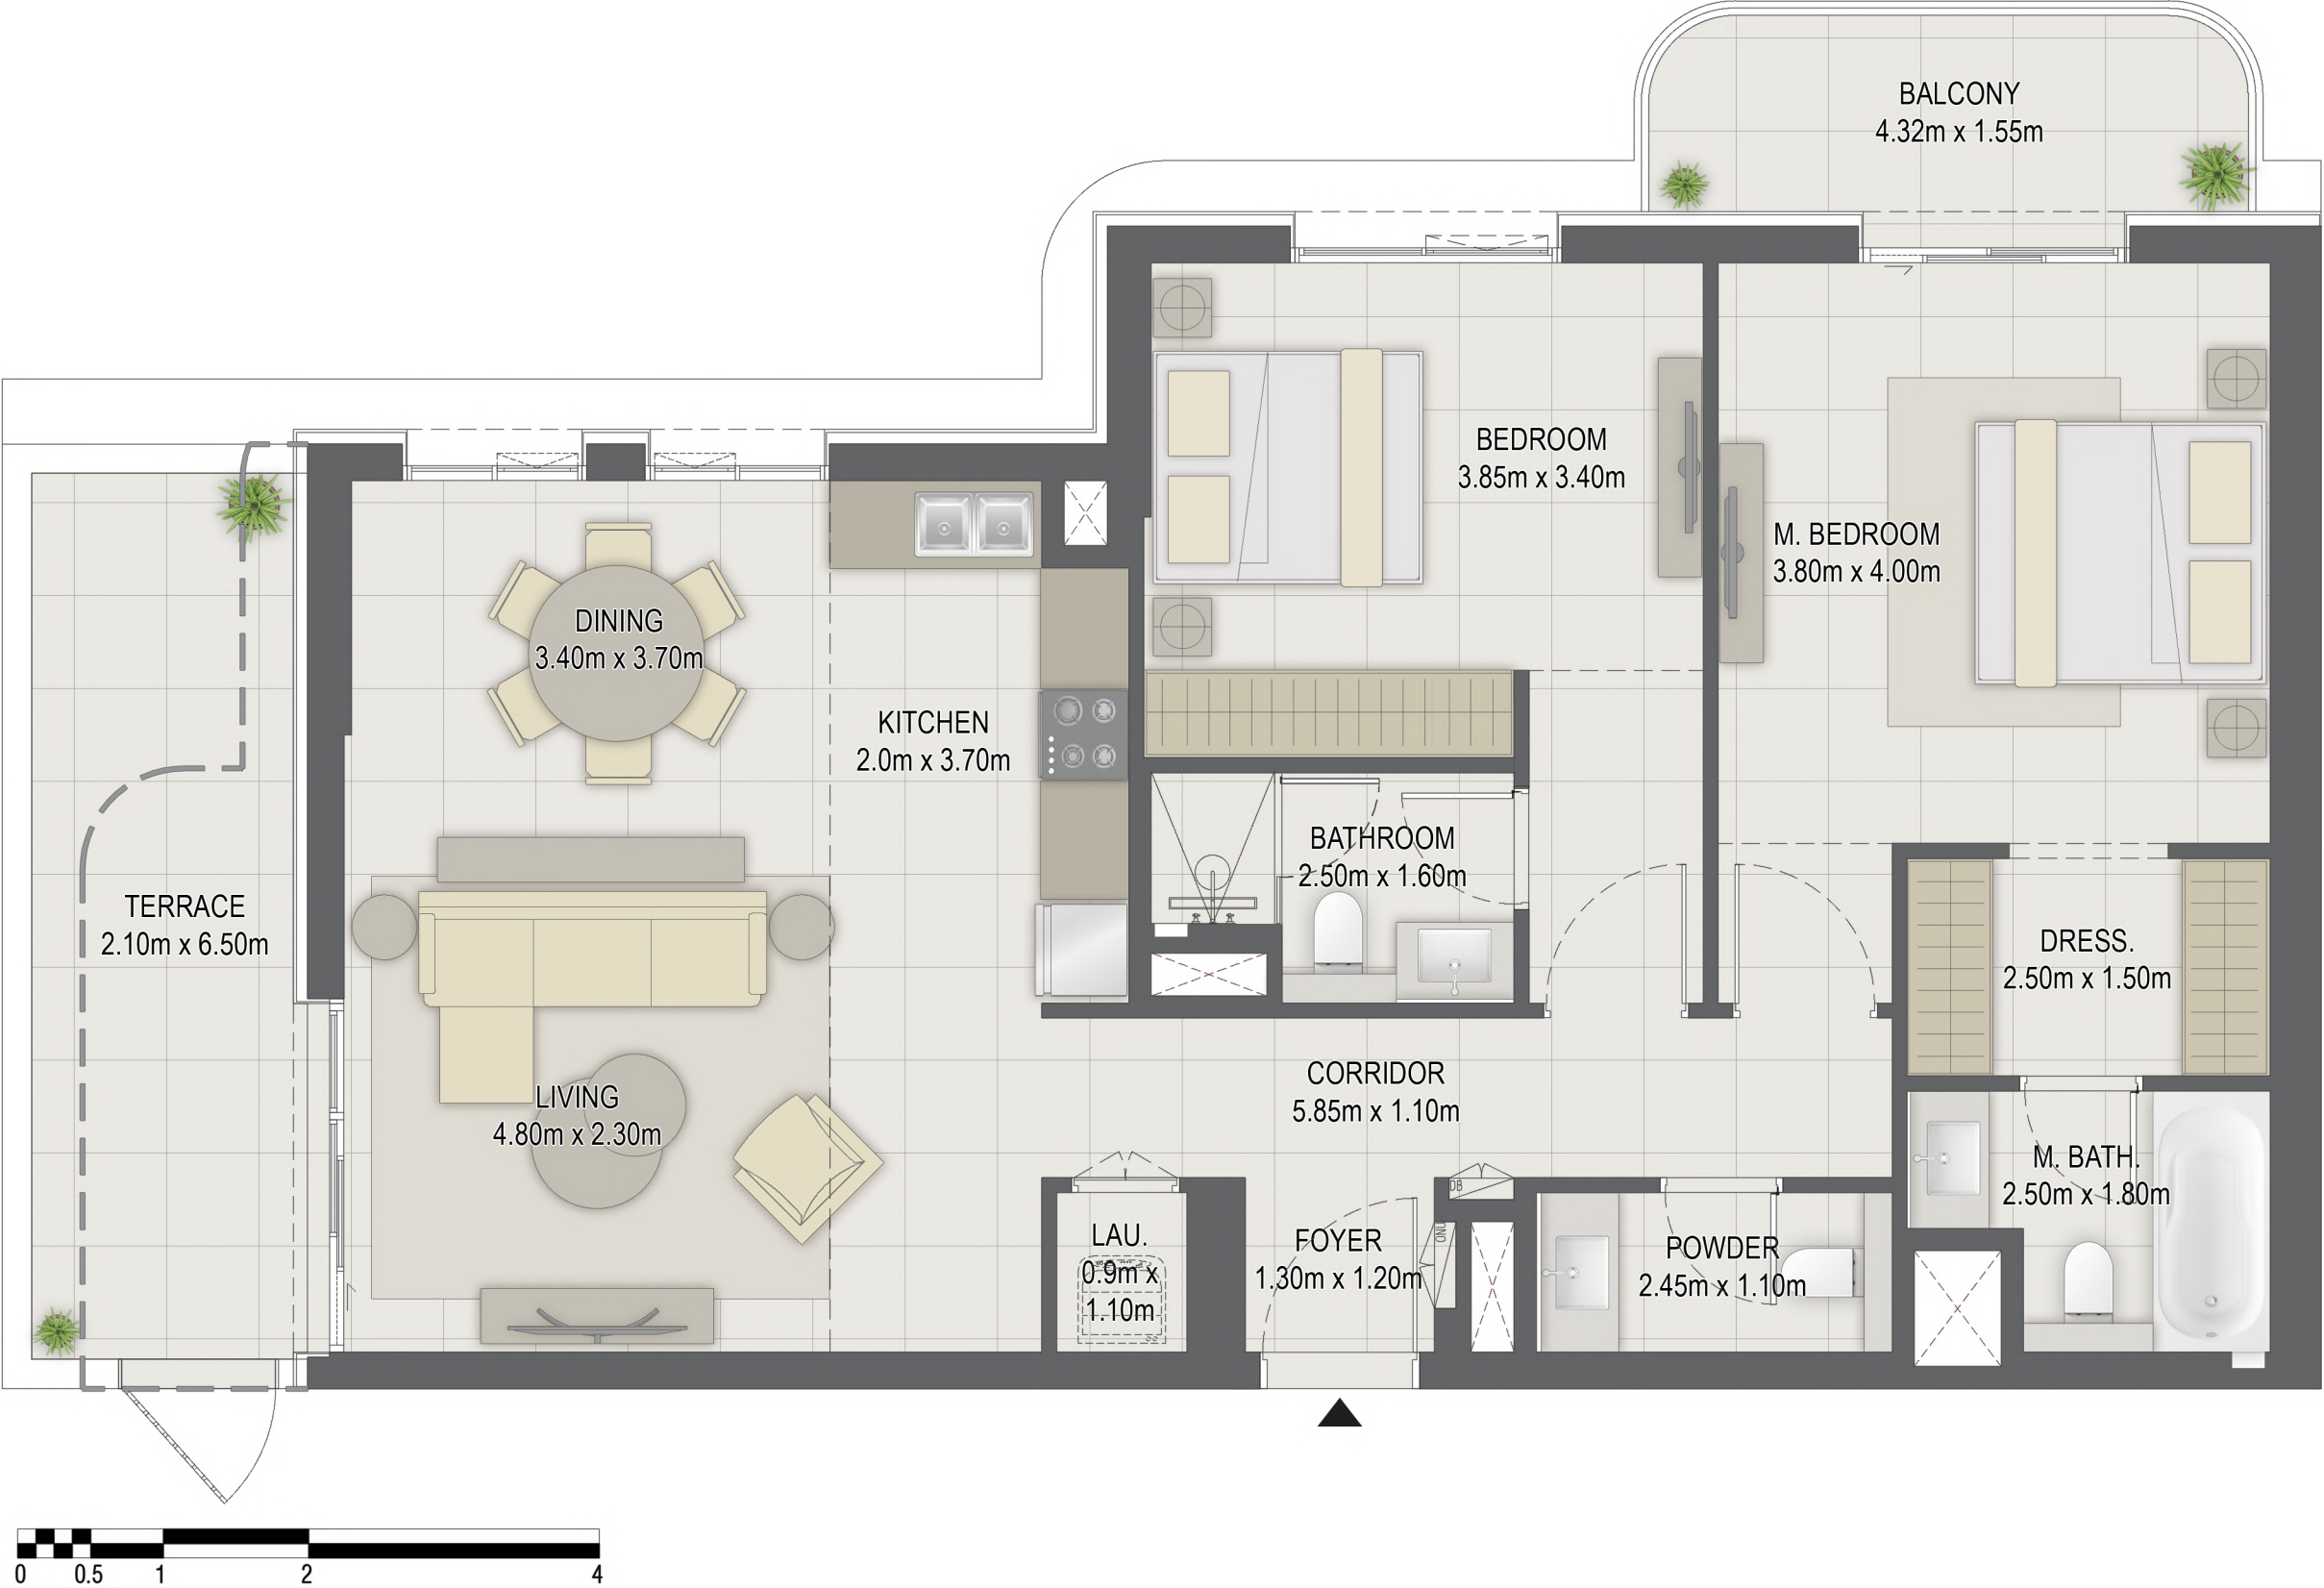 BALCONY
4.32m x 1.55m
BEDROOM
3.85m x 3.40m
M. BEDROOM
3.80m x 4.00m
DINING
3.40m x 3.70m
KITCHEN
2.0m x 3.70m
BATHROOM
2.50m x 1.60m
TERRACE
2.10m x 6.50m
DRESS.
2.50m x 1.50m
LIVING
4.80m x 2.30m
CORRIDOR
5.85m x 1.10m
M. BATH.
2.50m x 1.80m
DB
LAU.
0.9m x
1.10m
FOYER
1.30m x 1.20m
POWDER
2.45m x 1.10m
0 0.5 1 2 4